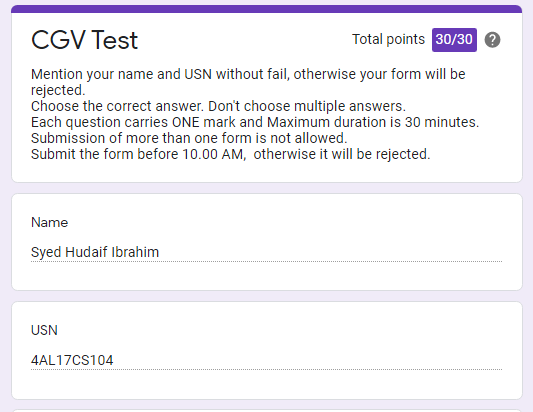 CGV Test
Total points 30/30
Mention your name and USN without fail, otherwise your form will be
rejected.
Choose the correct answer. Don't choose multiple answers.
Each question carries ONE mark and Maximum duration is 30 minutes.
Submission of more than one form is not allowed.
Submit the form before 10.00 AM,  otherwise it will be rejected.
Name
Syed Hudaif Ibrahim
USN
4AL17CS104